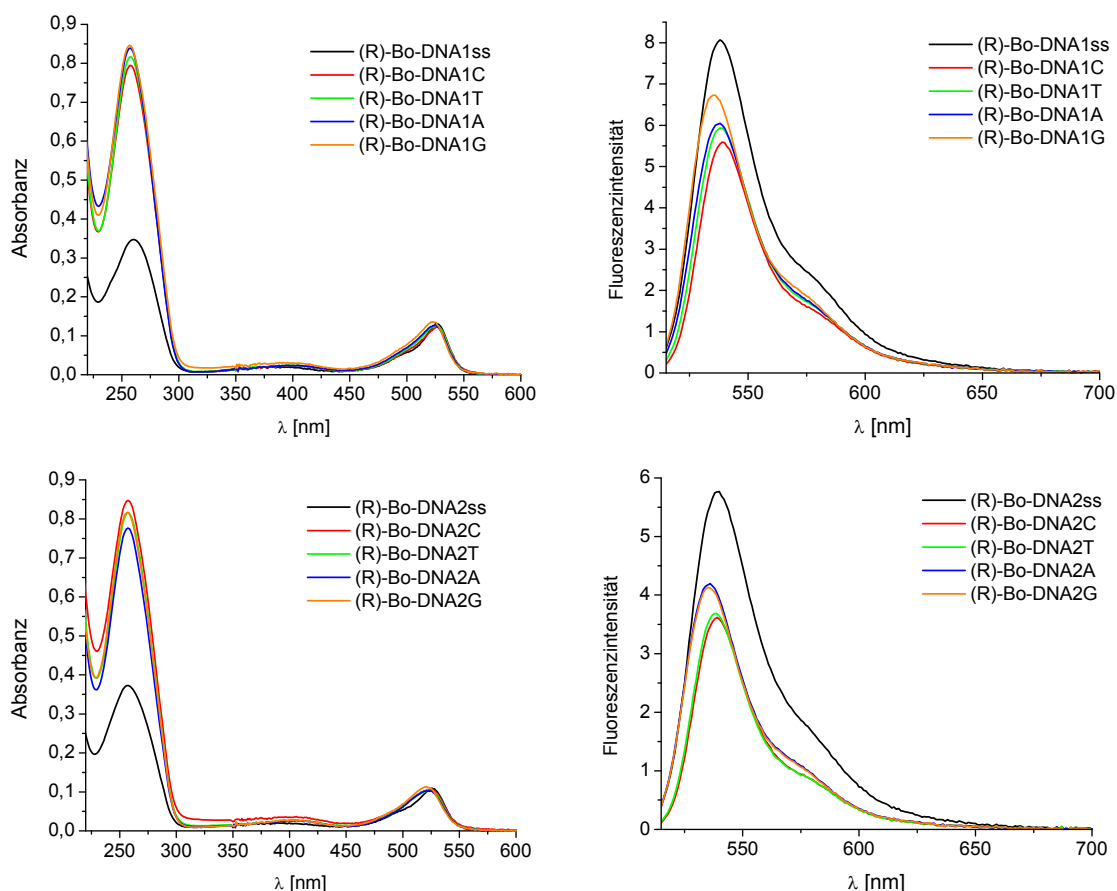 0,9
0,8
0,7
0,6
0,5
0,4
0,3
0,2
0,1
0,0
Absorbanz
250 300 350 400 450 500 550 600
λ [nm]
(R)-Bo-DNA1ss
(R)-Bo-DNA1C
(R)-Bo-DNA1T
(R)-Bo-DNA1A
(R)-Bo-DNA1G
8
7
6
5
4
3
2
1
0
Fluoreszenzintensität
550 600 650 700
λ [nm]
(R)-Bo-DNA1ss
(R)-Bo-DNA1C
(R)-Bo-DNA1T
(R)-Bo-DNA1A
(R)-Bo-DNA1G
0,9
0,8
0,7
0,6
0,5
0,4
0,3
0,2
0,1
0,0
Absorbanz
250 300 350 400 450 500 550 600
λ [nm]
(R)-Bo-DNA2ss
(R)-Bo-DNA2C
(R)-Bo-DNA2T
(R)-Bo-DNA2A
(R)-Bo-DNA2G
6
5
4
3
2
1
0
Fluoreszenzintensität
550 600 650 700
λ [nm]
(R)-Bo-DNA2ss
(R)-Bo-DNA2C
(R)-Bo-DNA2T
(R)-Bo-DNA2A
(R)-Bo-DNA2G